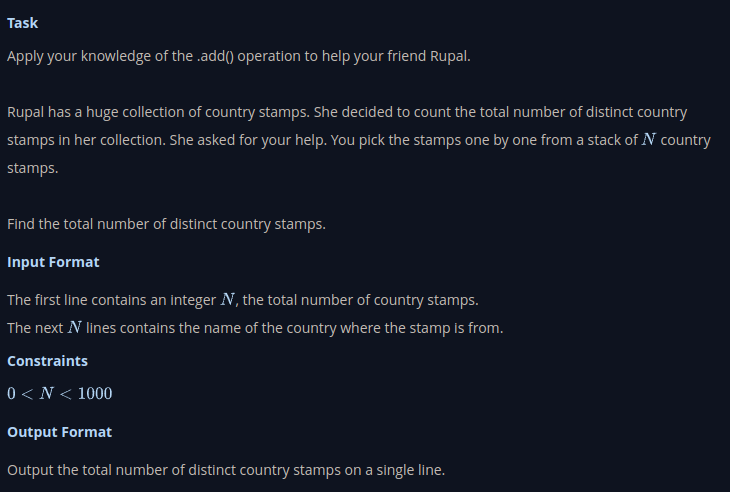 Task
Apply your knowledge of the .add() operation to help your friend Rupal.
Rupal has a huge collection of country stamps. She decided to count the total number of distinct country
stamps in her collection. She asked for your help. You pick the stamps one by one from a stack of N country
stamps.
Find the total number of distinct country stamps.
Input Format
The first line contains an integer N, the total number of country stamps.
The next N lines contains the name of the country where the stamp is from.
Constraints
0 < N < 1000
Output Format
Output the total number of distinct country stamps on a single line.